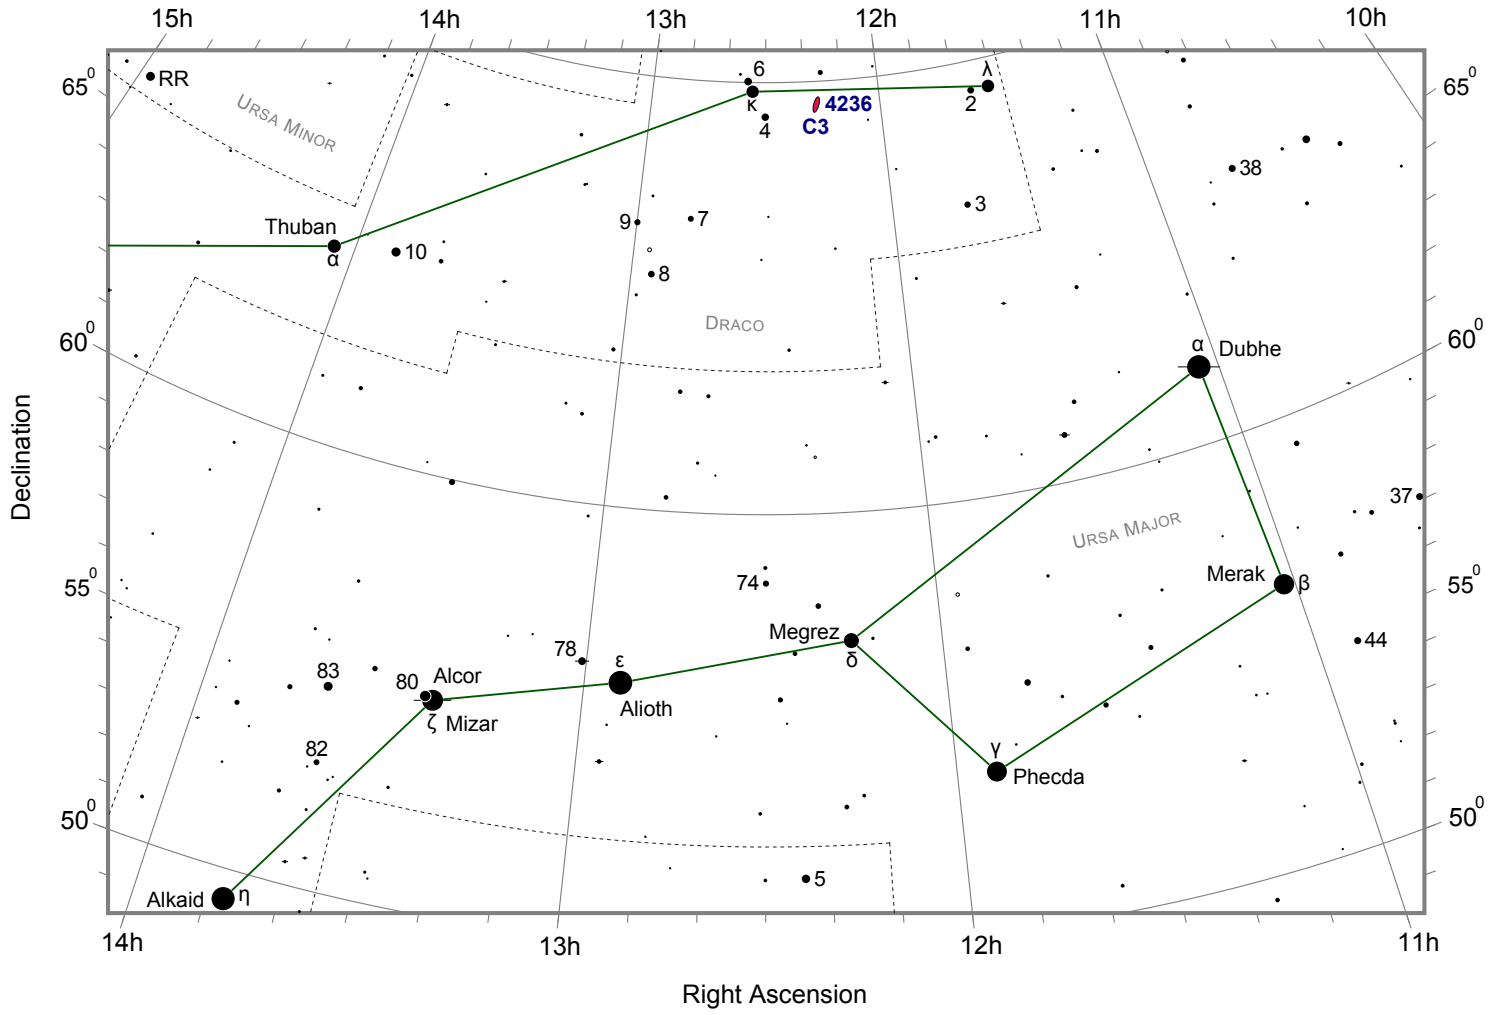 15h 14h 13h 12h 11h 10h
65⁰ 65⁰
RR
URSA MINOR
6
κ
4
4236
C3
λ
2
38
3
Thuban
α
10
9
7
8
DRACO
60⁰ 60⁰
α Dubhe
37
URSA MAJOR
55⁰ 55⁰
74
Merak β
Megrez
δ
44
78
ε
Alioth
83
80 Alcor
ζ Mizar
82
γ
Phecda
50⁰ 50⁰
5
Alkaid η
14h 13h 12h 11h
Declination
Right Ascension